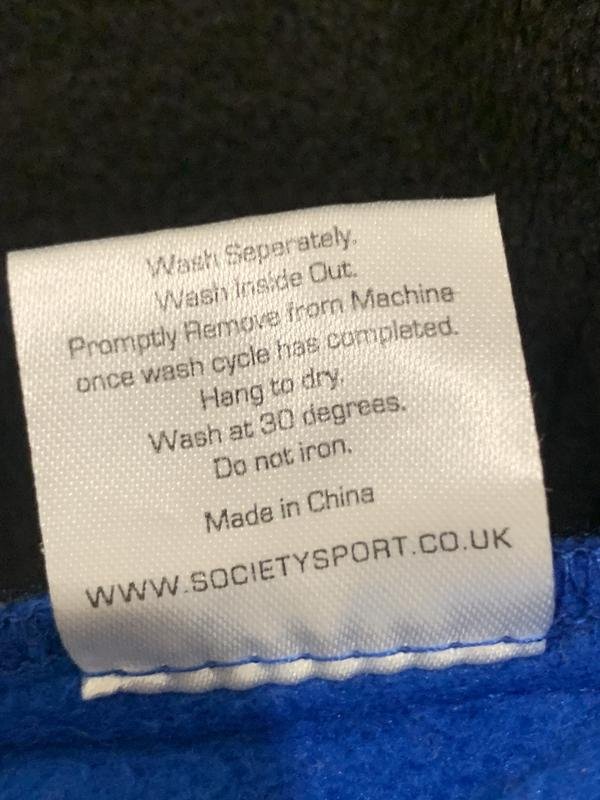 Wash Seperately.
Wash Inside Out.
Promptly Remove from Machine
once wash cycle has completed.
Hang to dry.
Wash at 30 degrees.
Do not iron.
Made in China
WWW.SOCIETYSPORT.CO.UK